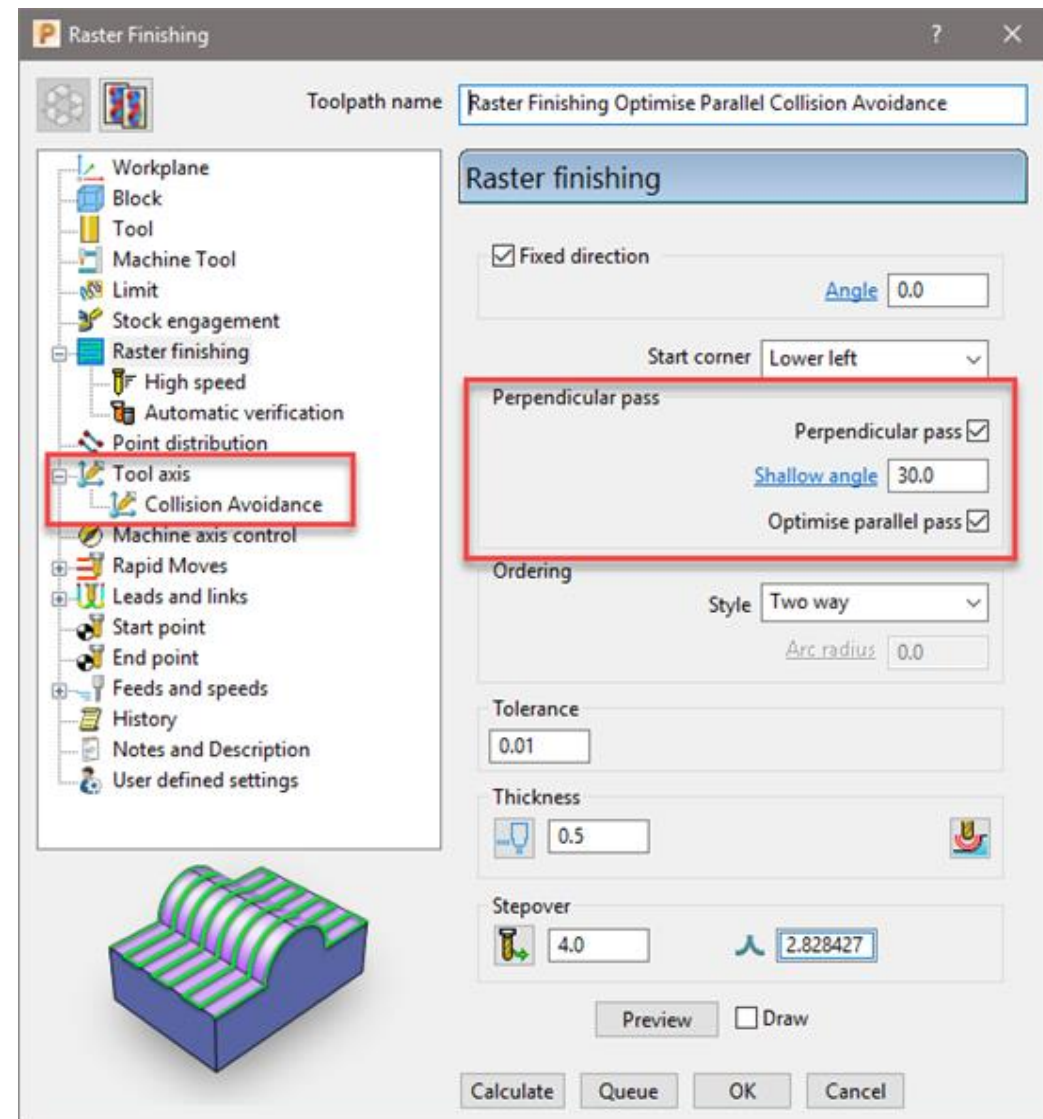 Raster Finishing
Toolpath name
Raster Finishing Optimise Parallel Collision Avoidance
Workplane
Block
Tool
Machine Tool
Limit
Stock engagement
Raster finishing
High speed
Automatic verification
Point distribution
Tool axis
Collision Avoidance
Machine axis control
Rapid Moves
Leads and links
Start point
End point
Feeds and speeds
History
Notes and Description
User defined settings
Raster finishing
Fixed direction
Angle 0.0
Start corner Lower left
Perpendicular pass
Perpendicular pass
Shallow angle 30.0
Optimise parallel pass
Ordering
Style Two way
Arc radius 0.0
Tolerance
0.01
Thickness
0.5
Stepover
4.0 2.828427
Preview Draw
Calculate Queue OK Cancel